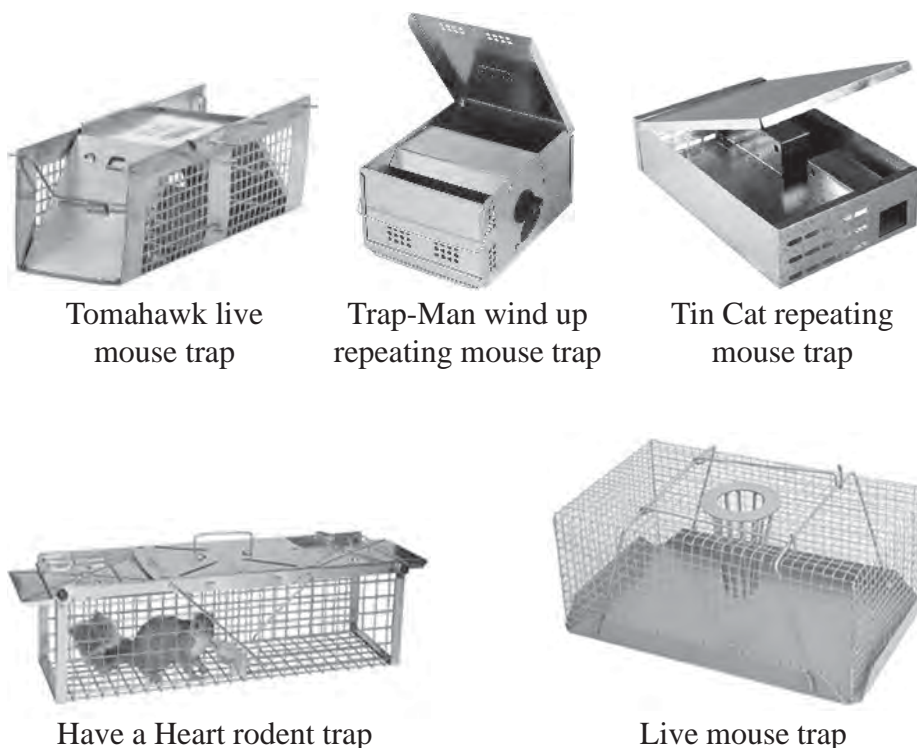 Tomahawk live
mouse trap
Trap-Man wind up
repeating mouse trap
Tin Cat repeating
mouse trap
Have a Heart rodent trap
Live mouse trap